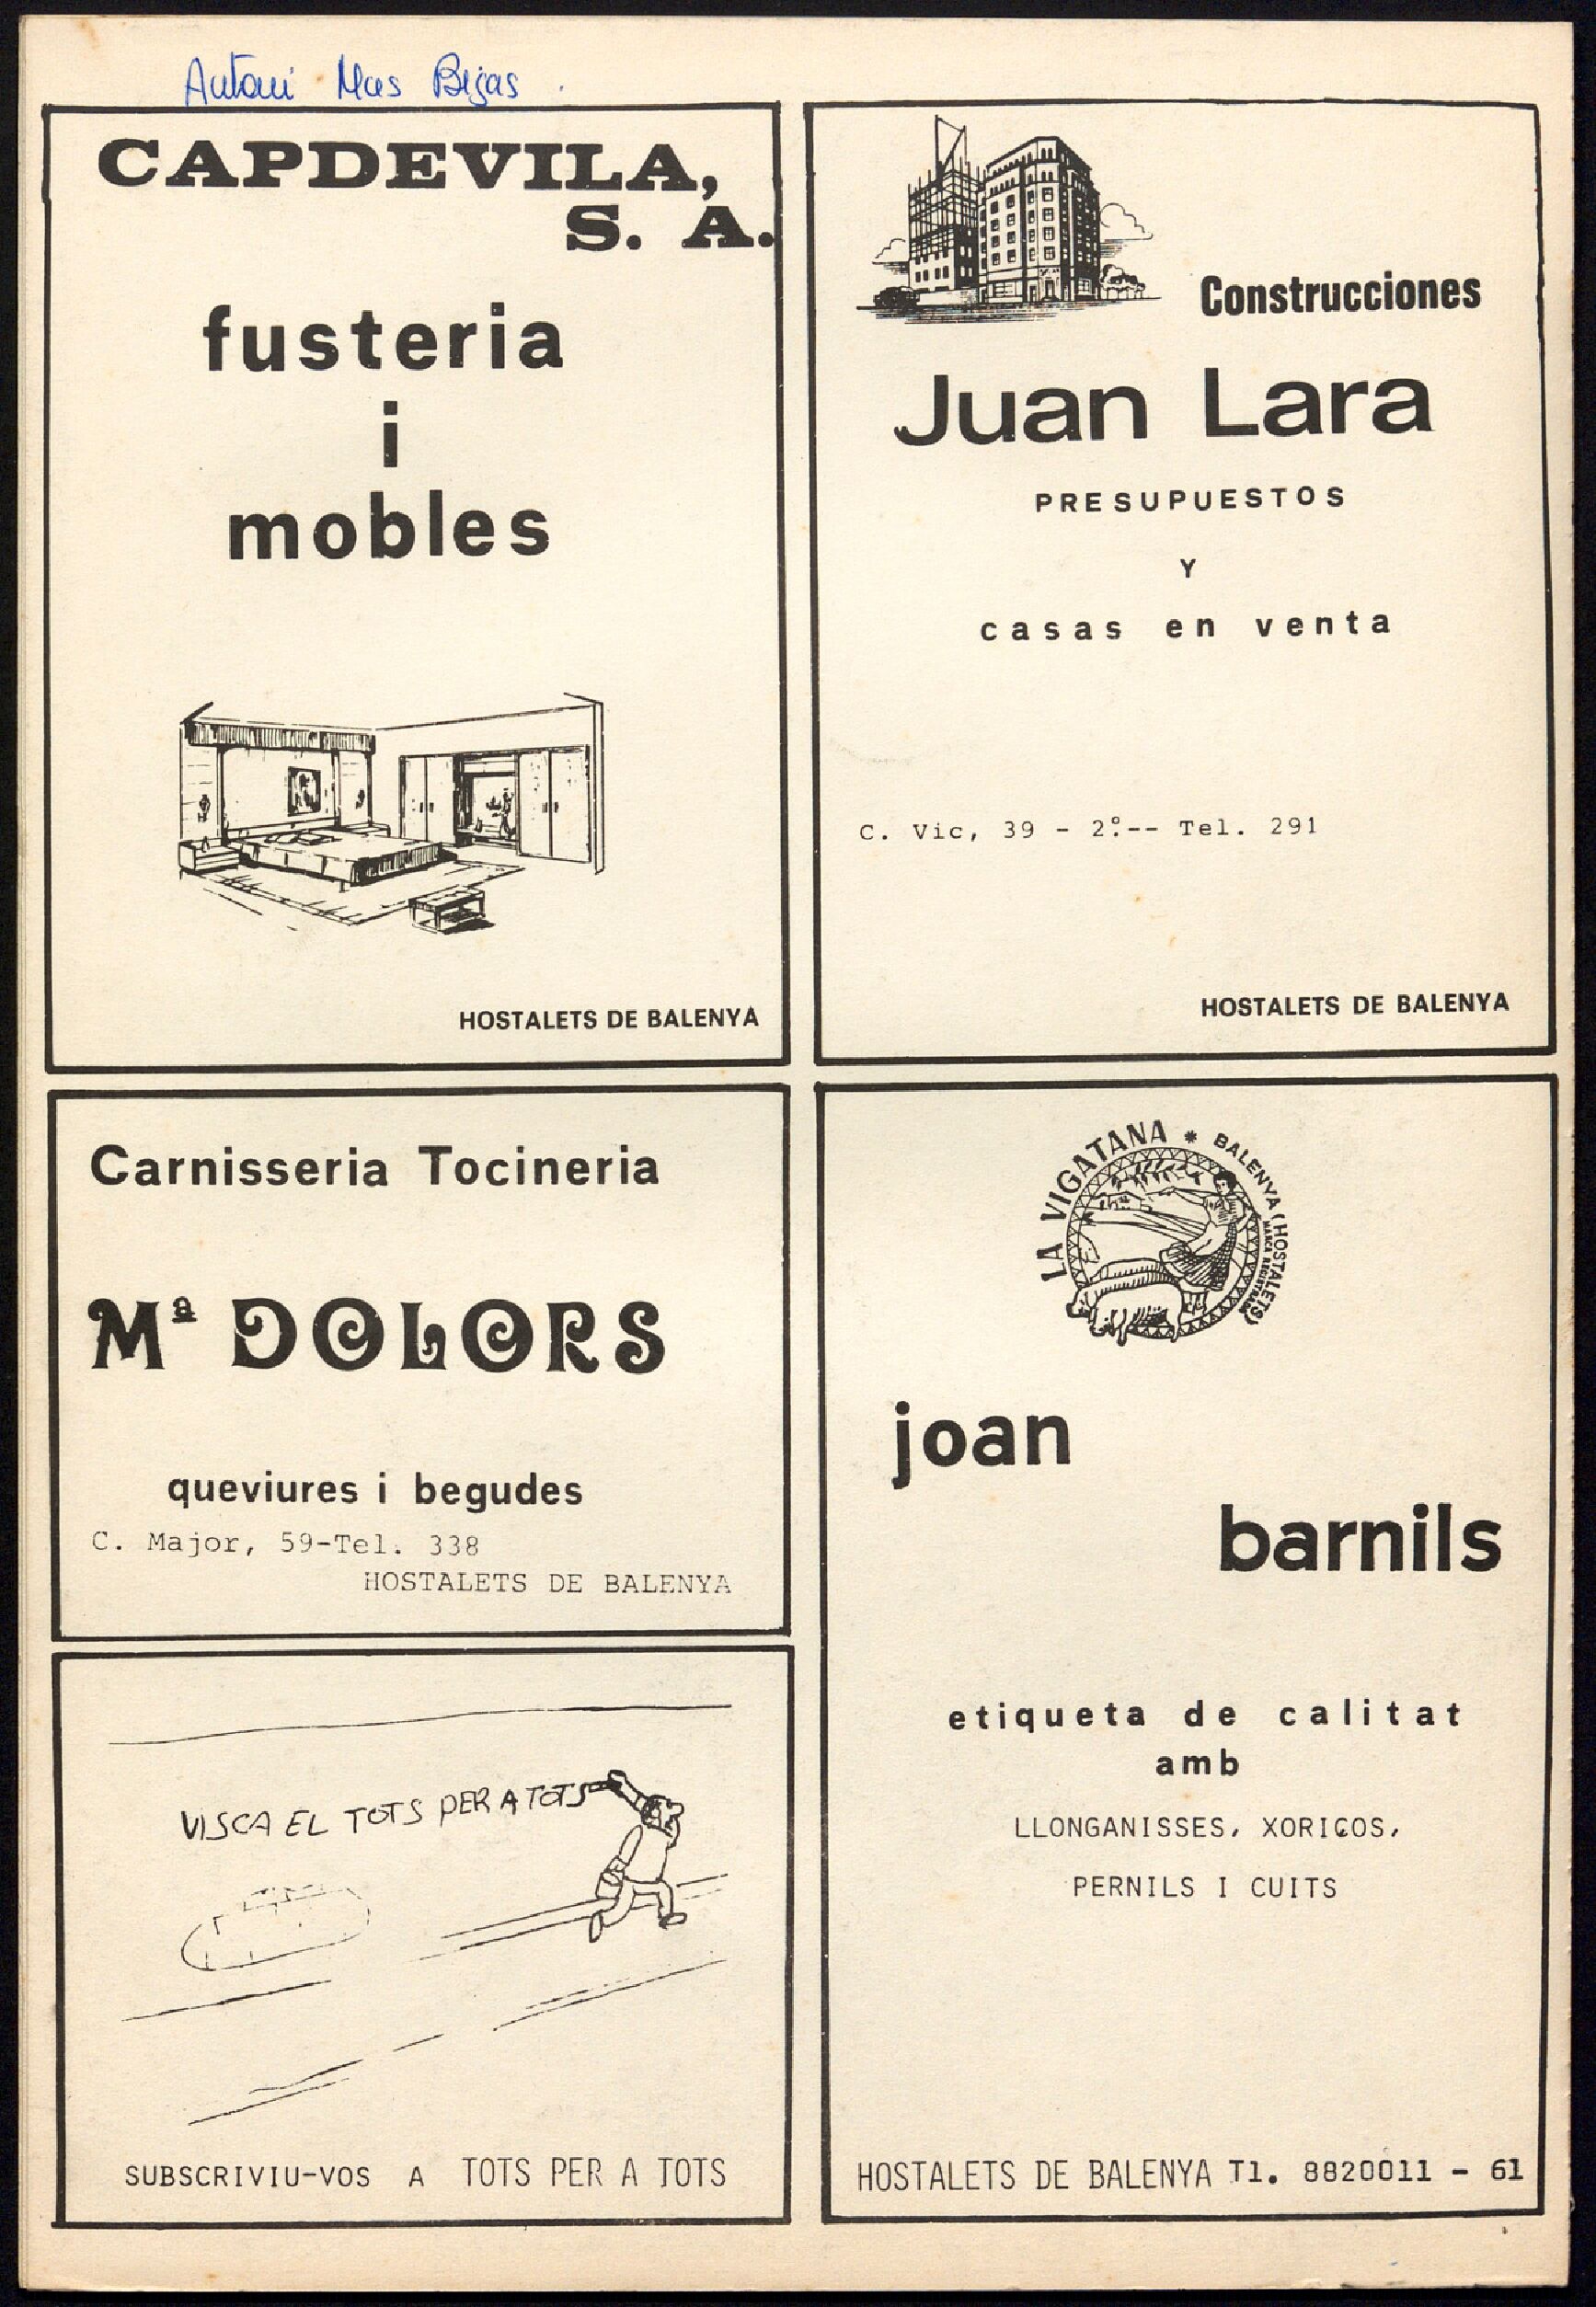 Antoni Mas Bigas.
CAPDEVILA,
S. A.
fusteria
i
mobles
HOSTALETS DE BALENYA
Construcciones
Juan Lara
PRESUPUESTOS
Y
casas en venta
C. Vic, 39 - 2º-- Tel. 291
HOSTALETS DE BALENYA
Carnisseria Tocineria
Mª DOLORS
queviures i begudes
C. Major, 59-Tel. 338
HOSTALETS DE BALENYA
VISCA EL TOTS PER A TOTS
SUBSCRIVIU-VOS A TOTS PER A TOTS
LA VIGATANA * BALENYA (HOSTALETS)
MARCA REGISTRADA
joan
barnils
etiqueta de calitat
amb
LLONGANISSES, XORIÇOS,
PERNILS I CUITS
HOSTALETS DE BALENYA Tl. 8820011 - 61